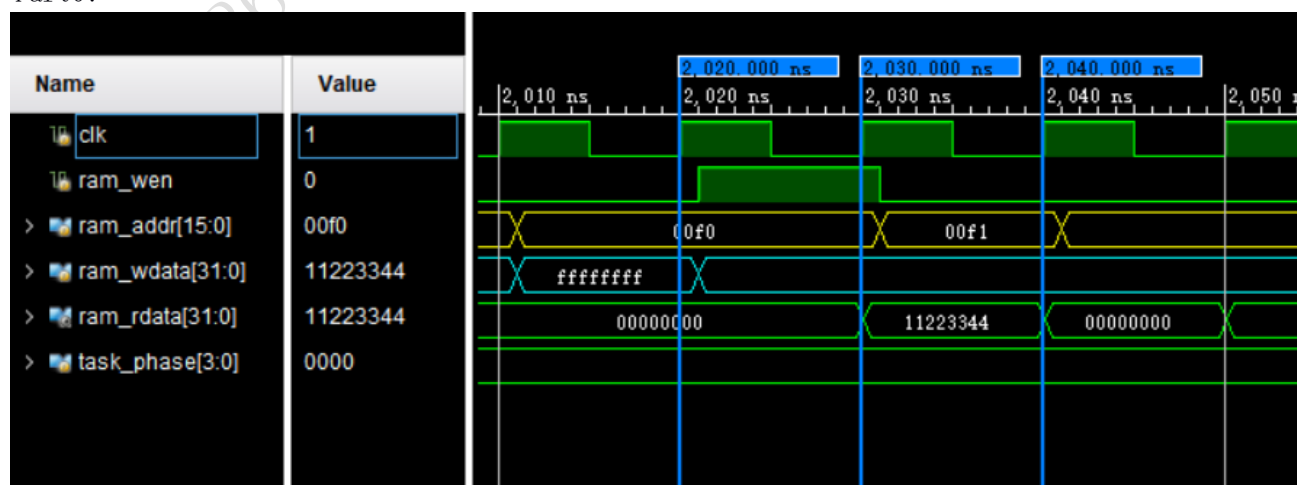 2,020.000 ns 2,030.000 ns 2,040.000 ns
Name Value 2,010 ns 2,020 ns 2,030 ns 2,040 ns 2,050
clk 1
ram_wen 0
ram_addr[15:0] 00f0 00f0 00f1
ram_wdata[31:0] 11223344 ffffffff
ram_rdata[31:0] 11223344 00000000 11223344 00000000
task_phase[3:0] 0000